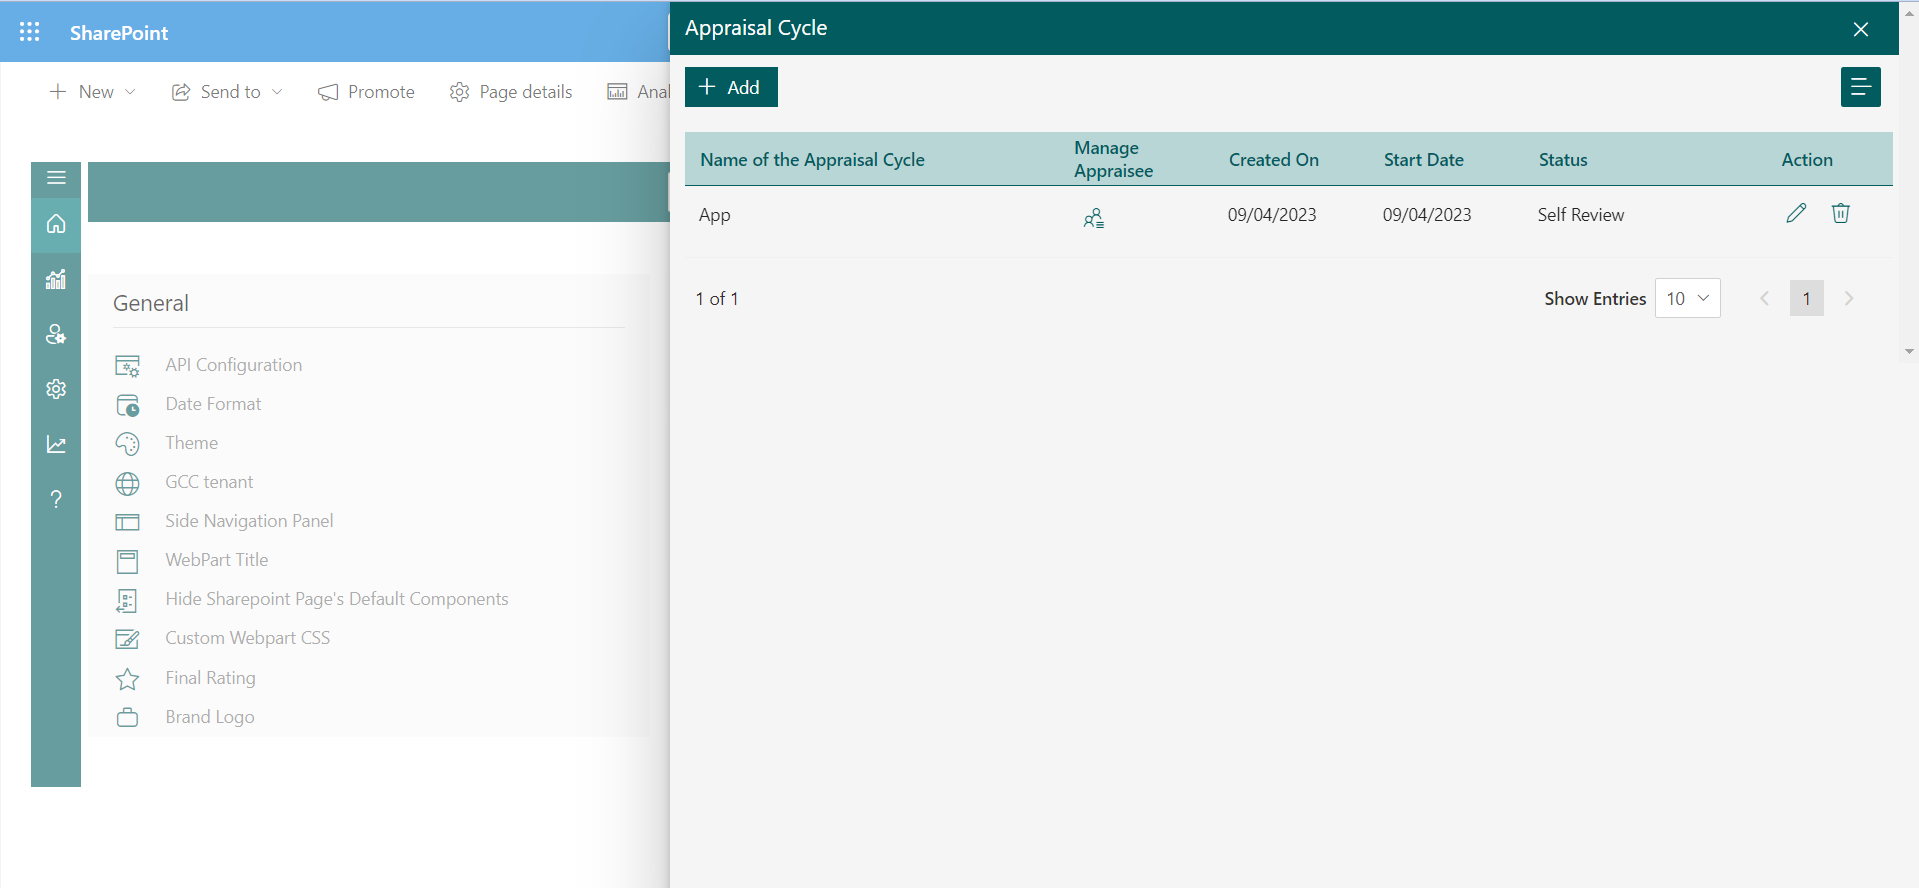 SharePoint
New
Send to
Promote
Page details
Anal
General
API Configuration
Date Format
Theme
GCC tenant
Side Navigation Panel
WebPart Title
Hide Sharepoint Page's Default Components
Custom Webpart CSS
Final Rating
Brand Logo
Appraisal Cycle
Add
Name of the Appraisal Cycle
Manage
Appraisee
Created On
Start Date
Status
Action
App
09/04/2023
09/04/2023
Self Review
1 of 1
Show Entries
10
1